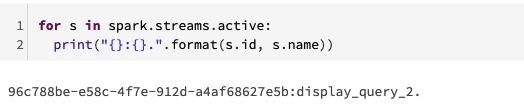 1 for s in spark.streams.active:
2   print("{}:{}.".format(s.id, s.name))
96c788be-e58c-4f7e-912d-a4af68627e5b:display_query_2.